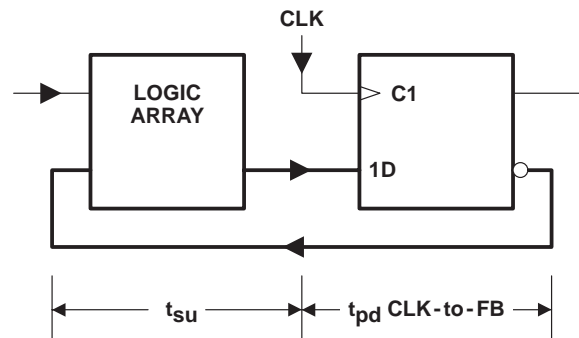 CLK
LOGIC
ARRAY
C1
1D
tsu
tpd CLK-to-FB